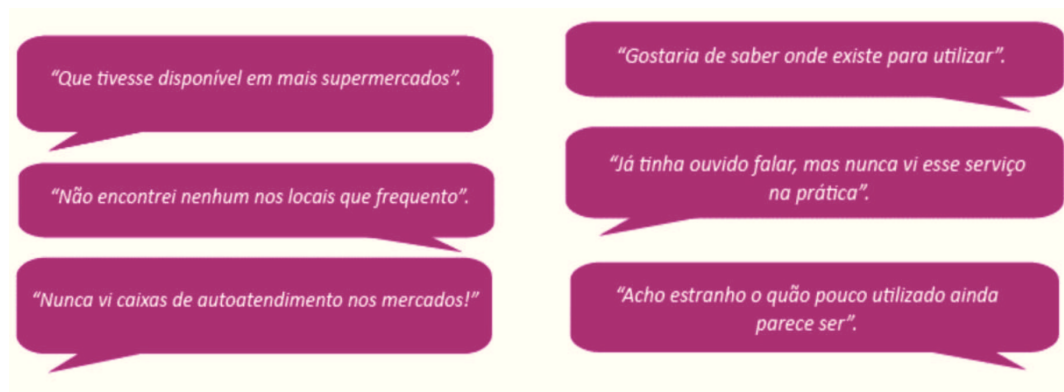 “Que tivesse disponível em mais supermercados”.
“Não encontrei nenhum nos locais que frequento”.
“Nunca vi caixas de autoatendimento nos mercados!”
“Gostaria de saber onde existe para utilizar”.
“Já tinha ouvido falar, mas nunca vi esse serviço
na prática”.
“Acho estranho o quão pouco utilizado ainda
parece ser”.